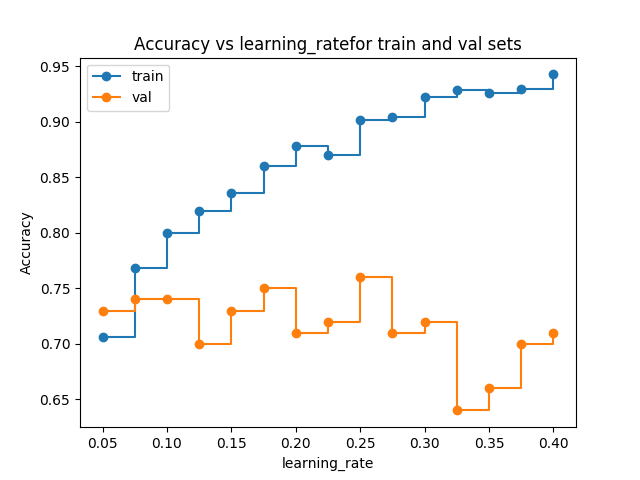 Accuracy vs learning_ratefor train and val sets
train
val
0.95
0.90
0.85
0.80
0.75
0.70
0.65
Accuracy
0.05 0.10 0.15 0.20 0.25 0.30 0.35 0.40
learning_rate